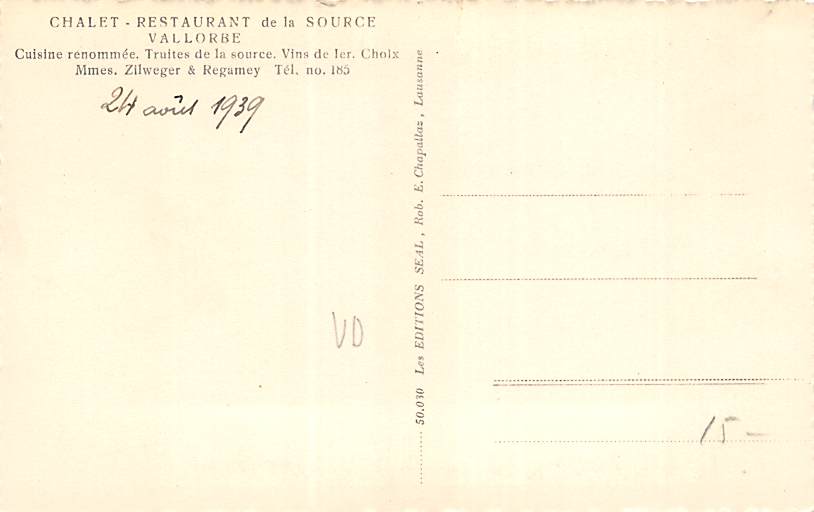 CHALET - RESTAURANT de la SOURCE
VALLORBE
Cuisine renommée. Truites de la source. Vins de 1er. Choix
Mmes. Zilweger & Regamey Tél. no. 185
24 août 1939
50.030 Les EDITIONS SEAL, Rob. E. Chapallaz, Lausanne
VD
15 -